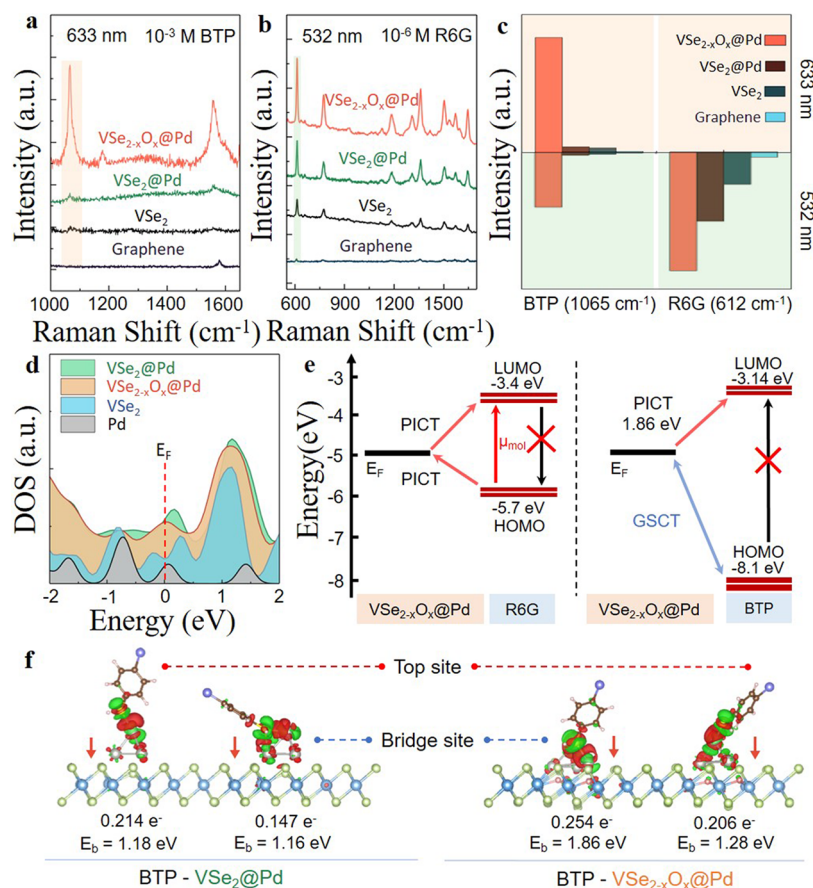 a
633 nm 10⁻³ M BTP
VSe₂₋ₓOₓ@Pd
VSe₂@Pd
VSe₂
Graphene
Intensity (a.u.)
1000 1200 1400 1600
Raman Shift (cm⁻¹)
b
532 nm 10⁻⁶ M R6G
VSe₂₋ₓOₓ@Pd
VSe₂@Pd
VSe₂
Graphene
Intensity (a.u.)
600 900 1200 1500
Raman Shift (cm⁻¹)
c
VSe₂₋ₓOₓ@Pd
VSe₂@Pd
VSe₂
Graphene
Intensity (a.u.)
633 nm
532 nm
BTP (1065 cm⁻¹) R6G (612 cm⁻¹)
d
VSe₂@Pd
VSe₂₋ₓOₓ@Pd
VSe₂
Pd
E_F
DOS (a.u.)
-2 -1 0 1 2
Energy (eV)
e
Energy(eV)
-3
-4
-5
-6
-7
-8
LUMO
-3.4 eV
PICT
μmol
E_F
PICT
-5.7 eV
HOMO
VSe₂₋ₓOₓ@Pd R6G
LUMO
-3.14 eV
PICT
1.86 eV
E_F
GSCT
HOMO
-8.1 eV
VSe₂₋ₓOₓ@Pd BTP
f
Top site
Bridge site
0.214 e⁻
E_b = 1.18 eV
0.147 e⁻
E_b = 1.16 eV
0.254 e⁻
E_b = 1.86 eV
0.206 e⁻
E_b = 1.28 eV
BTP - VSe₂@Pd
BTP - VSe₂₋ₓOₓ@Pd